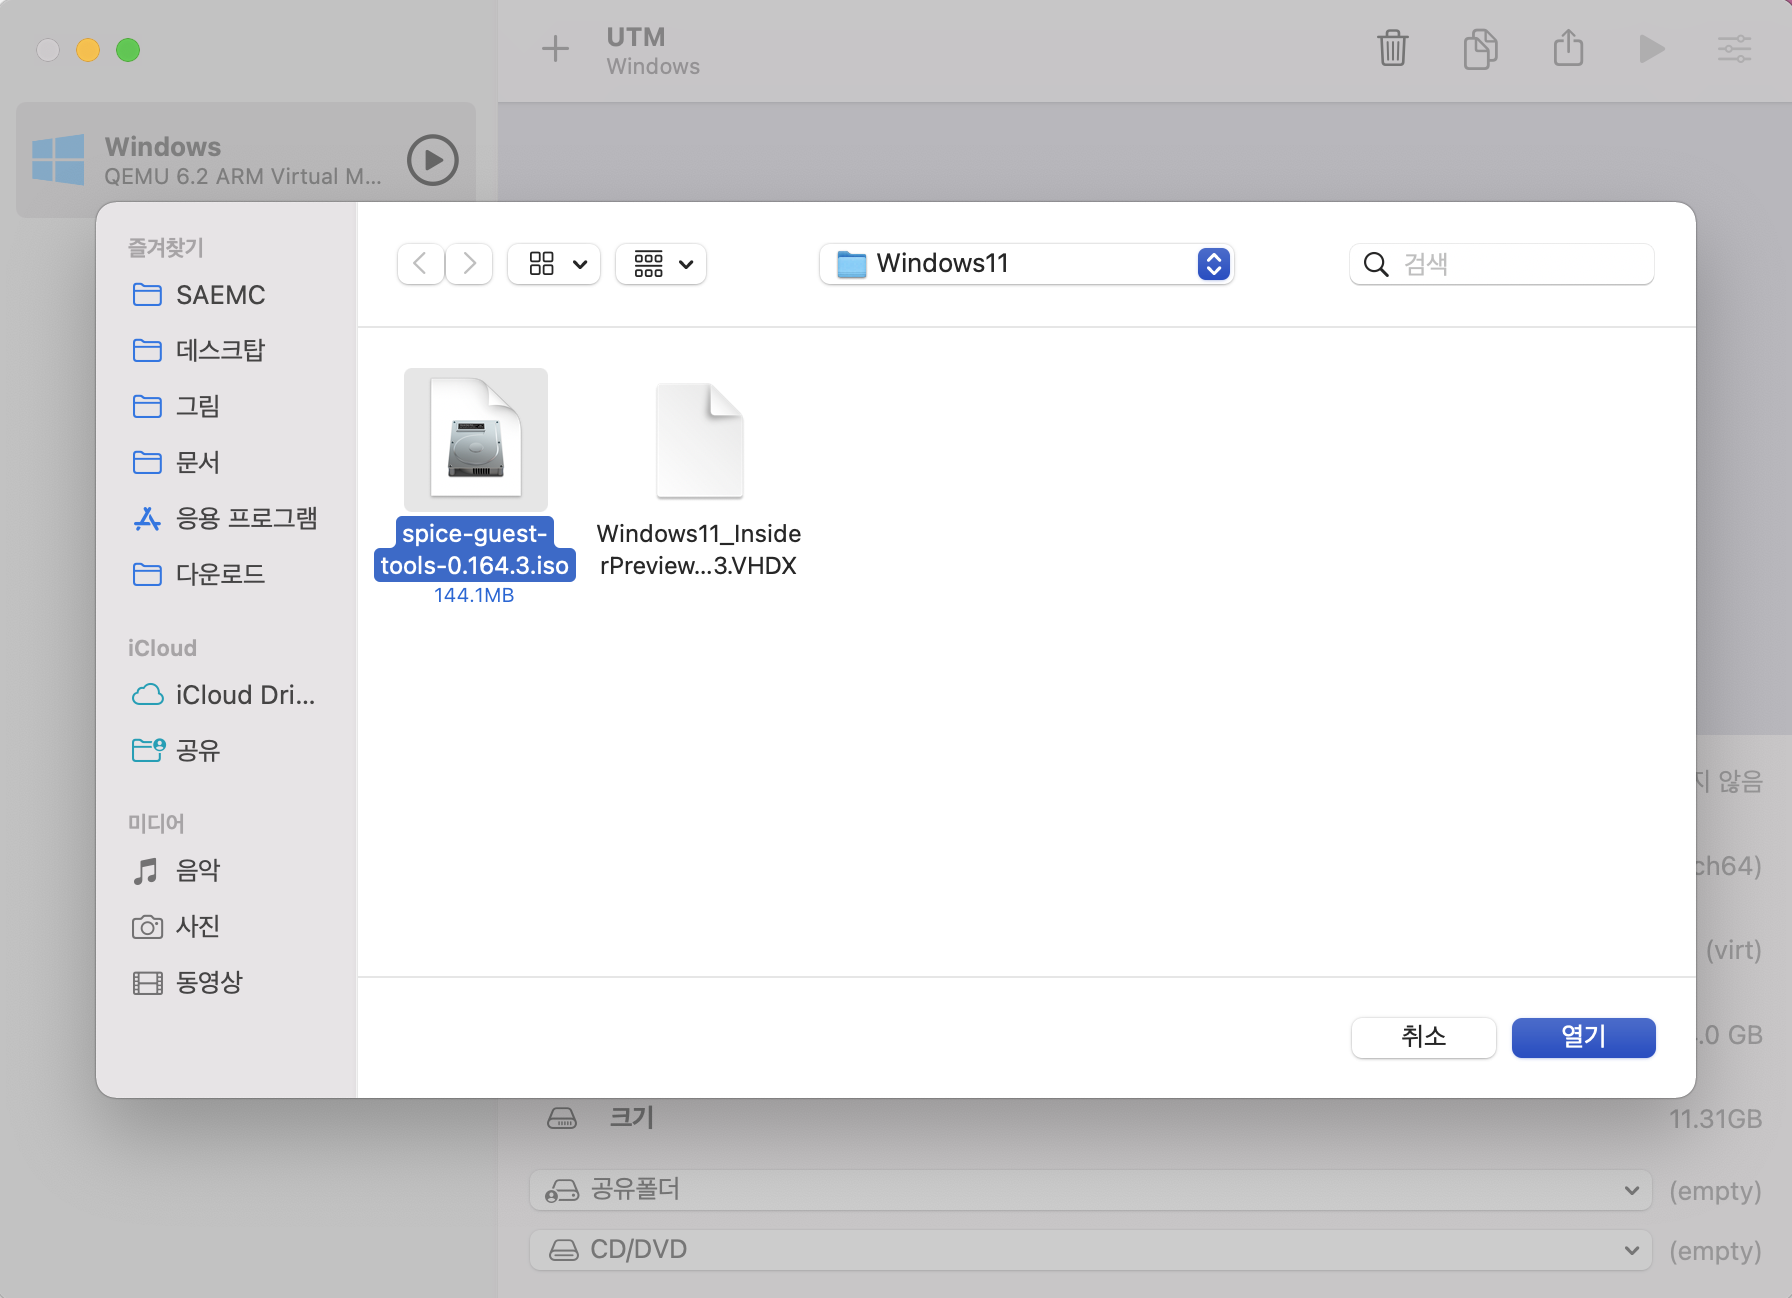 UTM
Windows
Windows
QEMU 6.2 ARM Virtual M...
즐겨찾기
SAEMC
데스크탑
그림
문서
응용 프로그램
다운로드
iCloud
iCloud Dri...
공유
미디어
음악
사진
동영상
Windows11
검색
spice-guest-
tools-0.164.3.iso
144.1MB
Windows11_Inside
rPreview...3.VHDX
취소
열기
지 않음
ch64)
(virt)
.0 GB
크기
11.31GB
공유폴더
(empty)
CD/DVD
(empty)